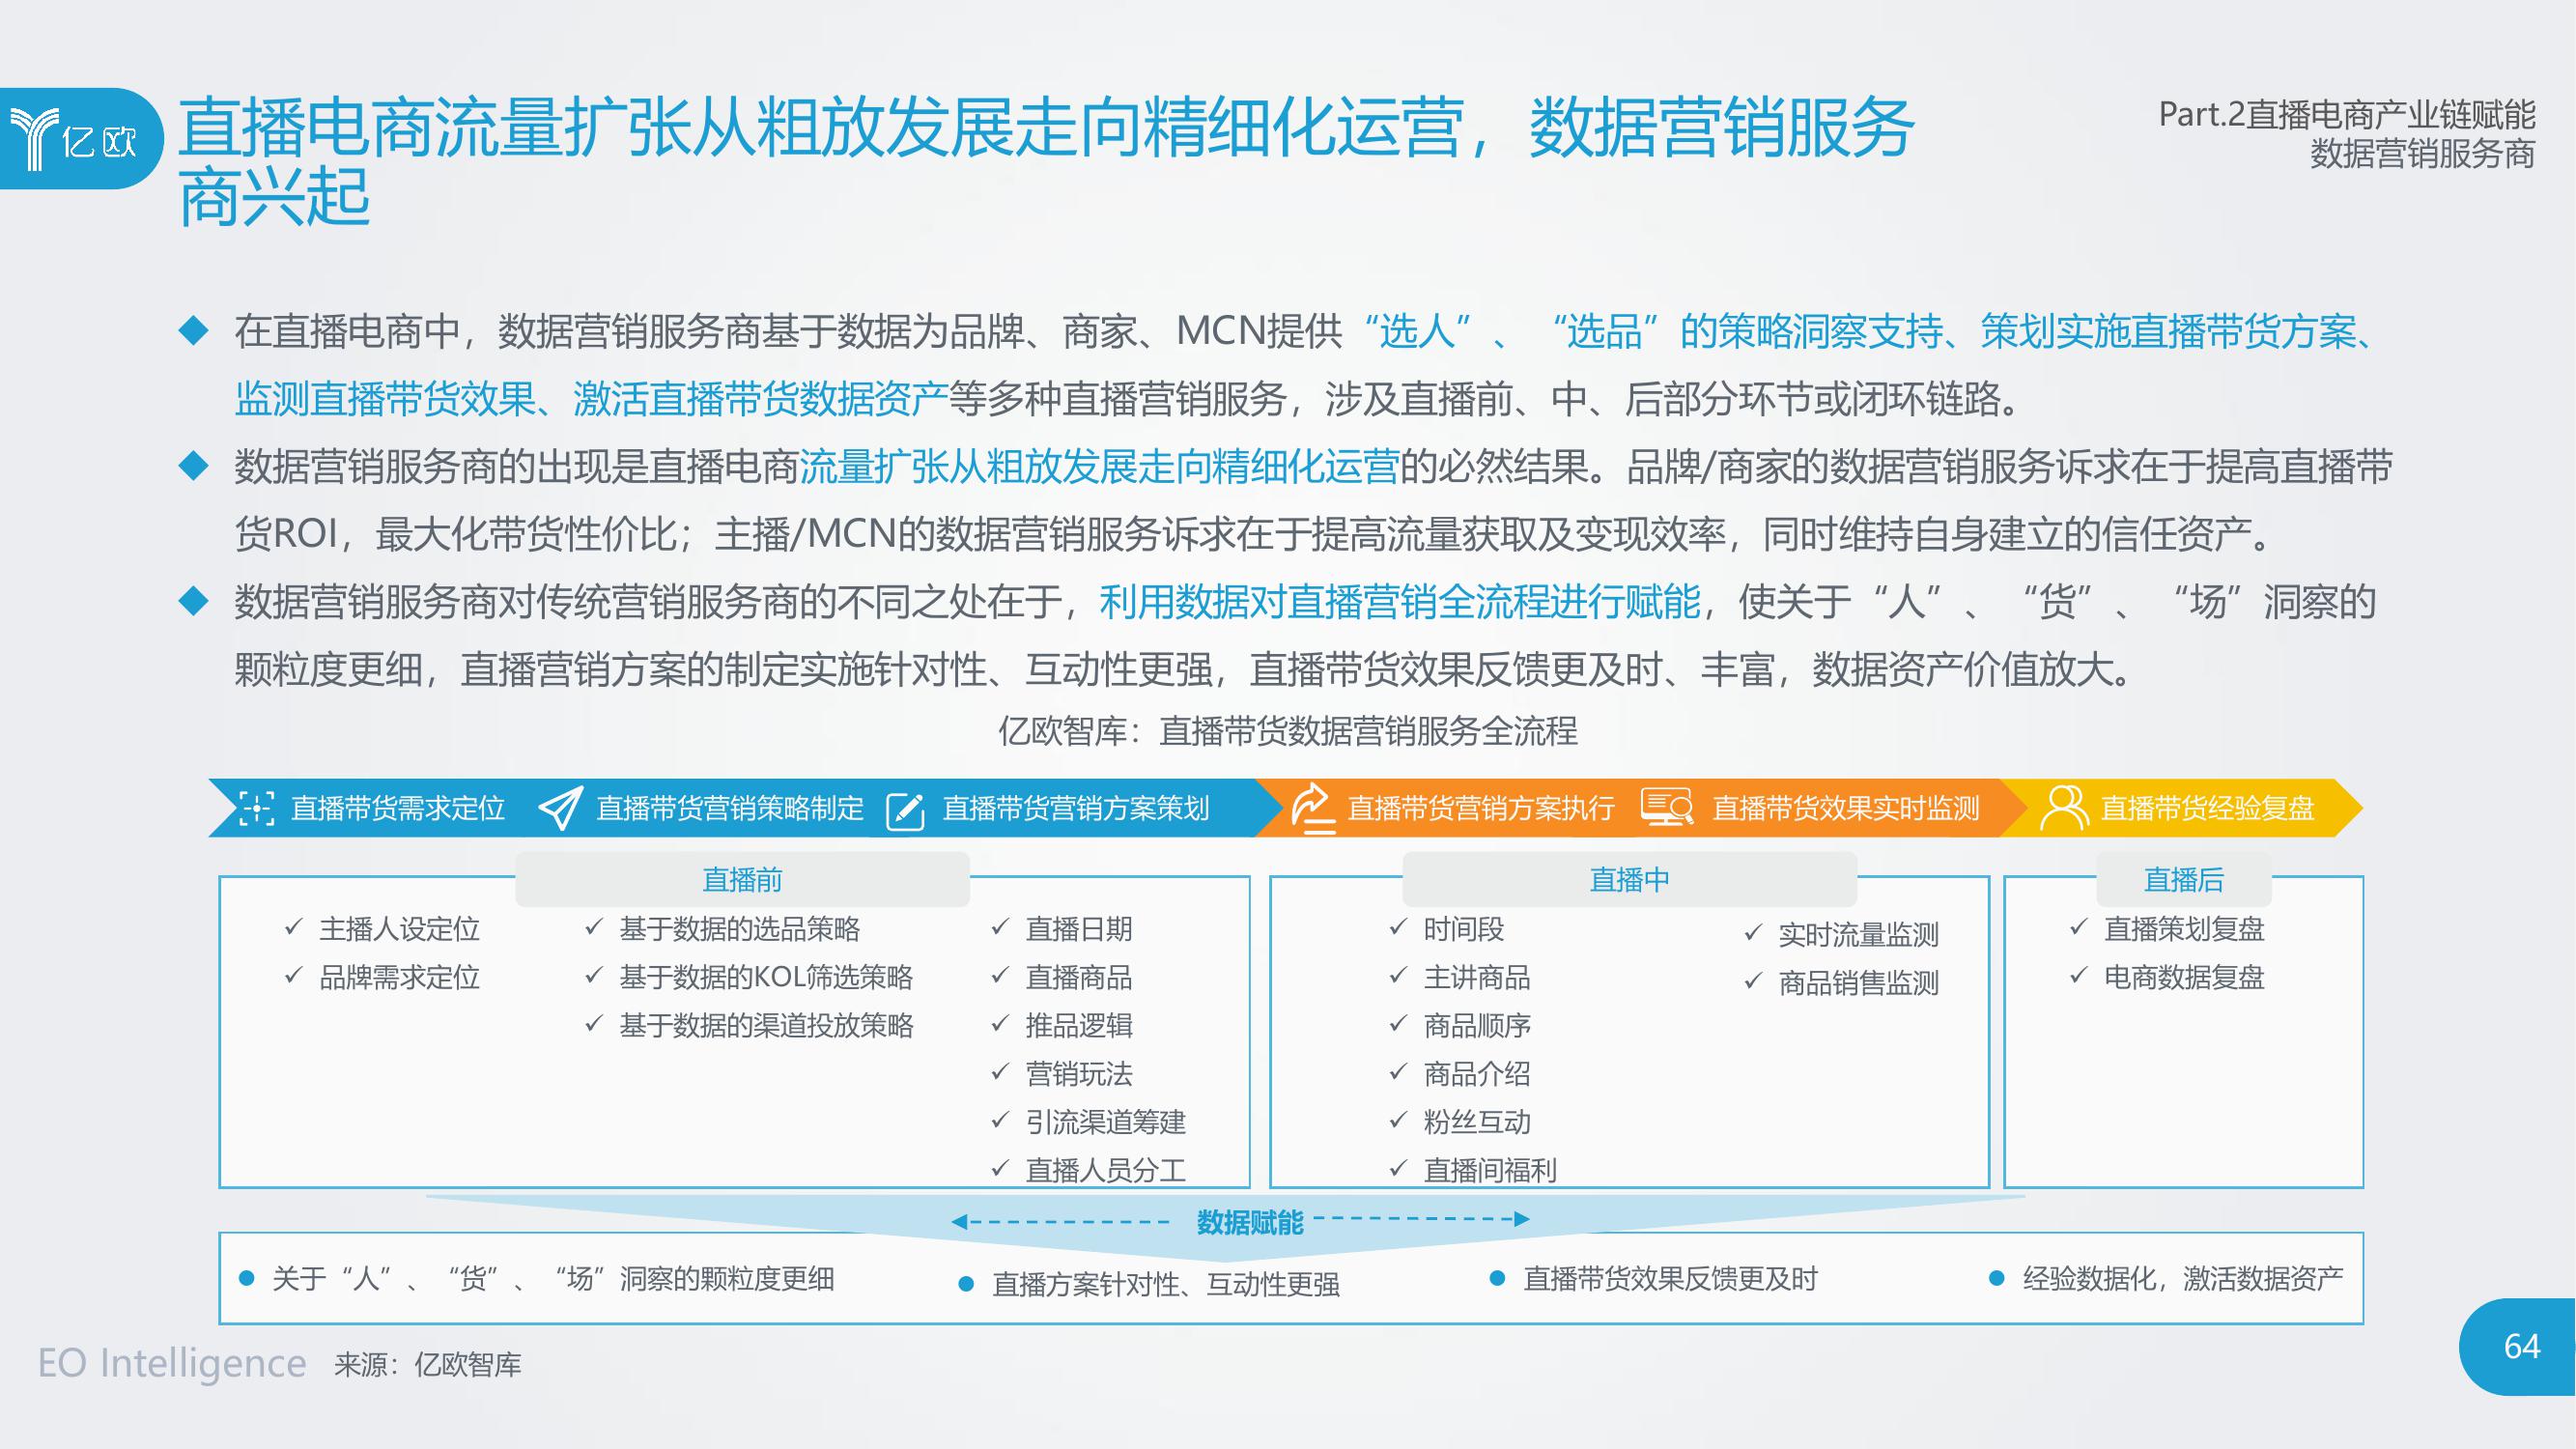 亿欧
直播电商流量扩张从粗放发展走向精细化运营，数据营销服务
商兴起
Part.2直播电商产业链赋能
数据营销服务商
在直播电商中，数据营销服务商基于数据为品牌、商家、MCN提供“选人”、“选品”的策略洞察支持、策划实施直播带货方案、
监测直播带货效果、激活直播带货数据资产等多种直播营销服务，涉及直播前、中、后部分环节或闭环链路。
数据营销服务商的出现是直播电商流量扩张从粗放发展走向精细化运营的必然结果。品牌/商家的数据营销服务诉求在于提高直播带
货ROI，最大化带货性价比；主播/MCN的数据营销服务诉求在于提高流量获取及变现效率，同时维持自身建立的信任资产。
数据营销服务商对传统营销服务商的不同之处在于，利用数据对直播营销全流程进行赋能，使关于“人”、“货”、“场”洞察的
颗粒度更细，直播营销方案的制定实施针对性、互动性更强，直播带货效果反馈更及时、丰富，数据资产价值放大。
亿欧智库：直播带货数据营销服务全流程
直播带货需求定位
直播带货营销策略制定
直播带货营销方案策划
直播带货营销方案执行
直播带货效果实时监测
直播带货经验复盘
直播前
主播人设定位
品牌需求定位
基于数据的选品策略
基于数据的KOL筛选策略
基于数据的渠道投放策略
直播日期
直播商品
推品逻辑
营销玩法
引流渠道筹建
直播人员分工
直播中
时间段
主讲商品
商品顺序
商品介绍
粉丝互动
直播间福利
实时流量监测
商品销售监测
直播后
直播策划复盘
电商数据复盘
数据赋能
关于“人”、“货”、“场”洞察的颗粒度更细
直播方案针对性、互动性更强
直播带货效果反馈更及时
经验数据化，激活数据资产
EO Intelligence
来源：亿欧智库
64